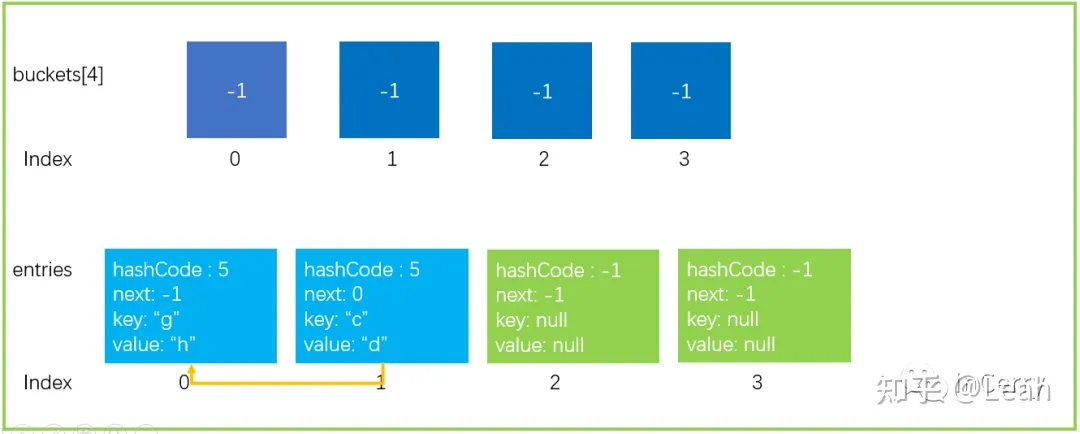 buckets[4]
-1 -1 -1 -1
Index 0 1 2 3
entries
hashCode : 5
next: -1
key: “g”
value: “h”
hashCode : 5
next: 0
key: “c”
value: “d”
hashCode : -1
next: -1
key: null
value: null
hashCode : -1
next: -1
key: null
value: null
Index 0 1 2 3
知乎 @Leah